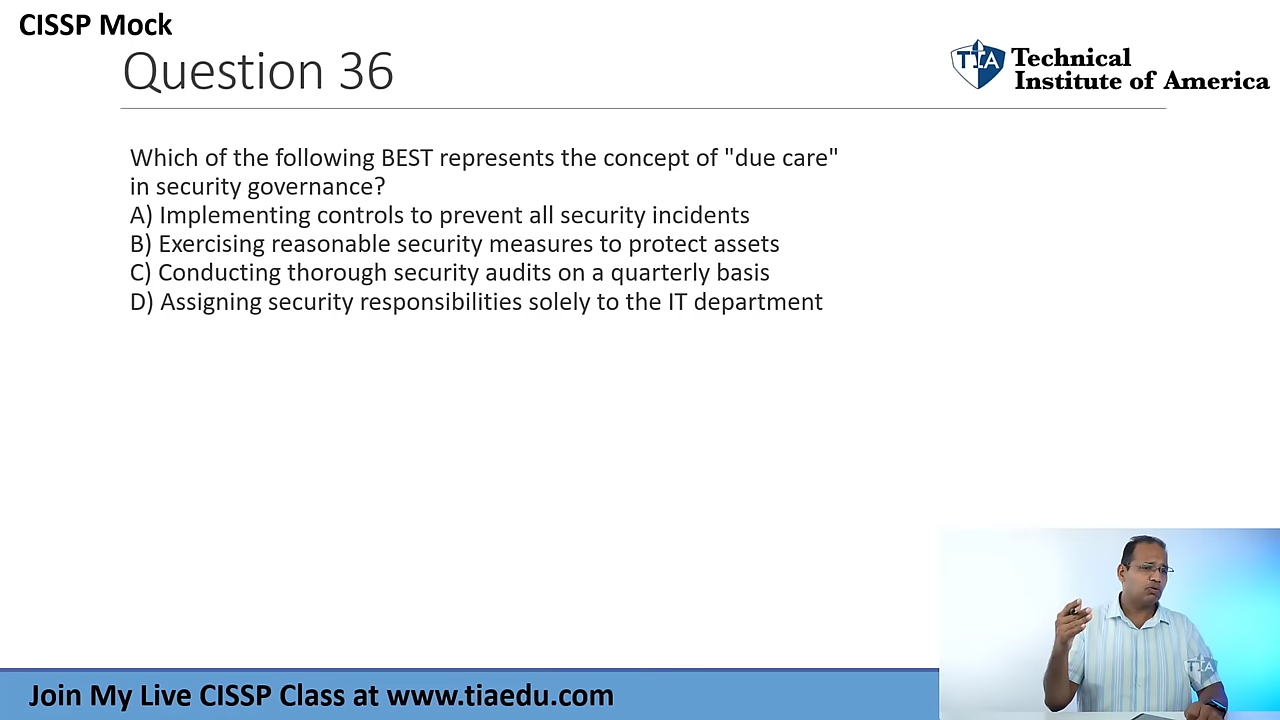 CISSP Mock
Question 36
TIA Technical
Institute of America
Which of the following BEST represents the concept of "due care"
in security governance?
A) Implementing controls to prevent all security incidents
B) Exercising reasonable security measures to protect assets
C) Conducting thorough security audits on a quarterly basis
D) Assigning security responsibilities solely to the IT department
TIA
Join My Live CISSP Class at www.tiaedu.com